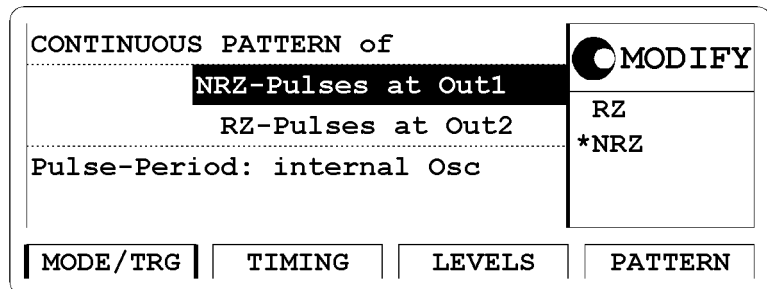 CONTINUOUS PATTERN of
NRZ-Pulses at Out1
RZ-Pulses at Out2
Pulse-Period: internal Osc
MODIFY
RZ
*NRZ
MODE/TRG
TIMING
LEVELS
PATTERN